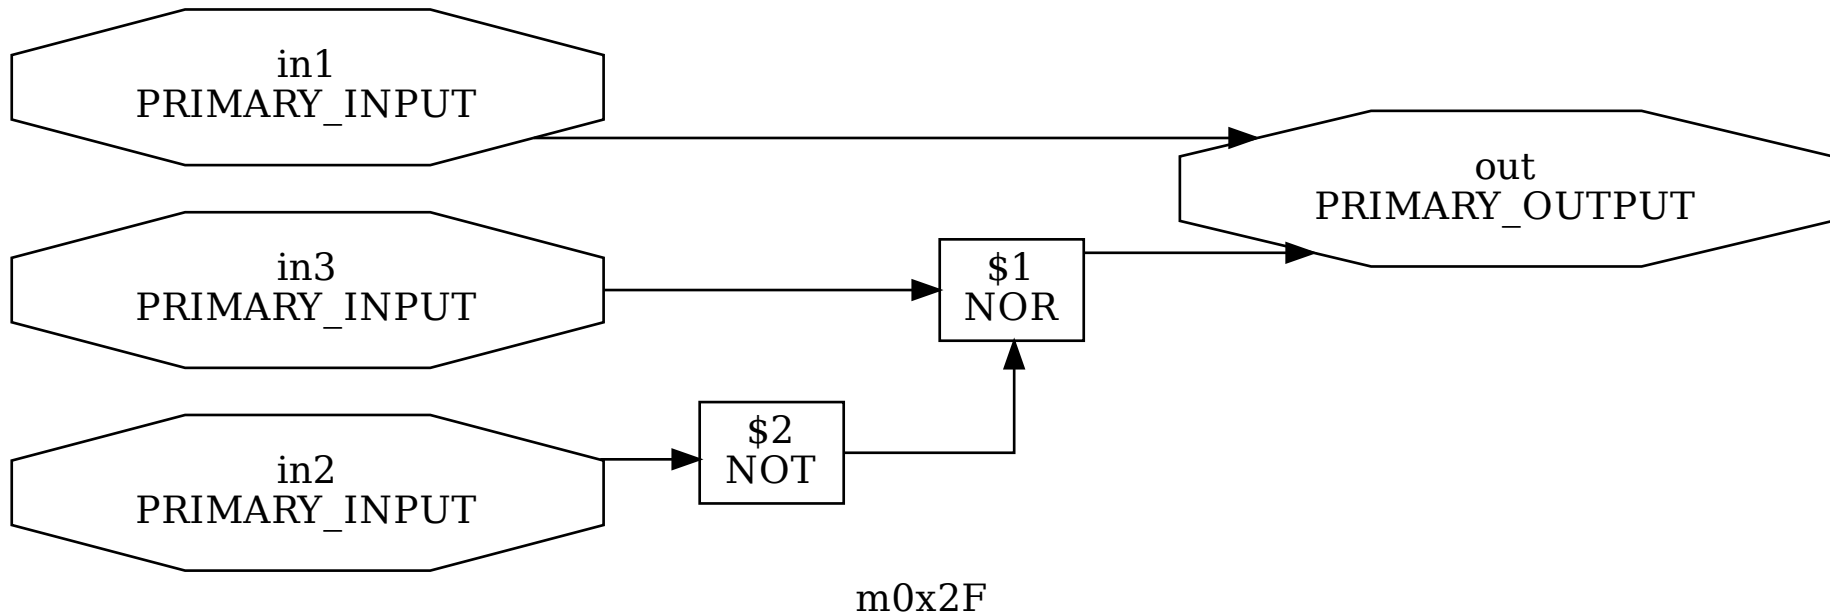 in1
PRIMARY_INPUT
out
PRIMARY_OUTPUT
in3
PRIMARY_INPUT
$1
NOR
$2
NOT
in2
PRIMARY_INPUT
m0x2F